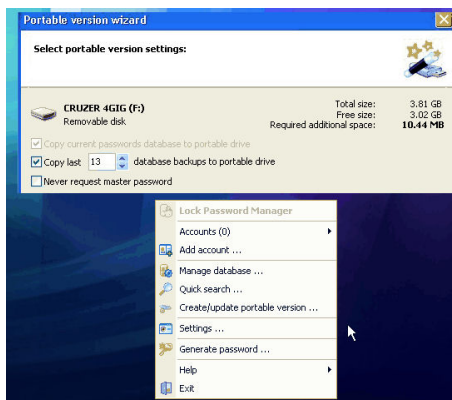 Portable version wizard
Select portable version settings:
CRUZER 4GIG (F:)
Removable disk
Total size: 3.81 GB
Free size: 3.02 GB
Required additional space: 10.44 MB
Copy current passwords database to portable drive
Copy last 13 database backups to portable drive
Never request master password
Lock Password Manager
Accounts (0)
Add account ...
Manage database ...
Quick search ...
Create/update portable version ...
Settings ...
Generate password ...
Help
Exit